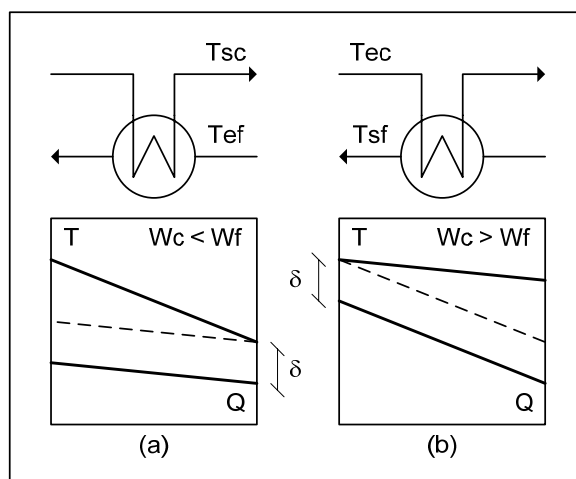 Tsc
Tef
Tec
Tsf
T Wc < Wf
δ
Q
(a)
T Wc > Wf
δ
Q
(b)